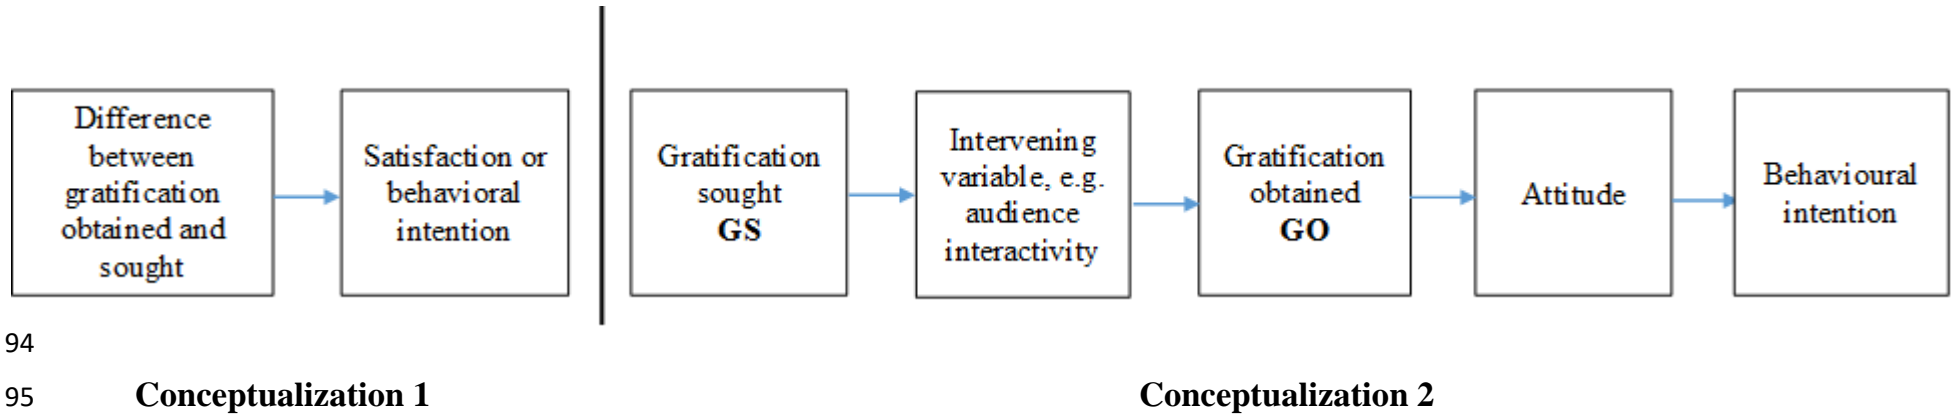 Difference
between
gratification
obtained and
sought
Satisfaction or
behavioral
intention
Gratification
sought
GS
Intervening
variable, e.g.
audience
interactivity
Gratification
obtained
GO
Attitude
Behavioural
intention
94
95 Conceptualization 1 Conceptualization 2